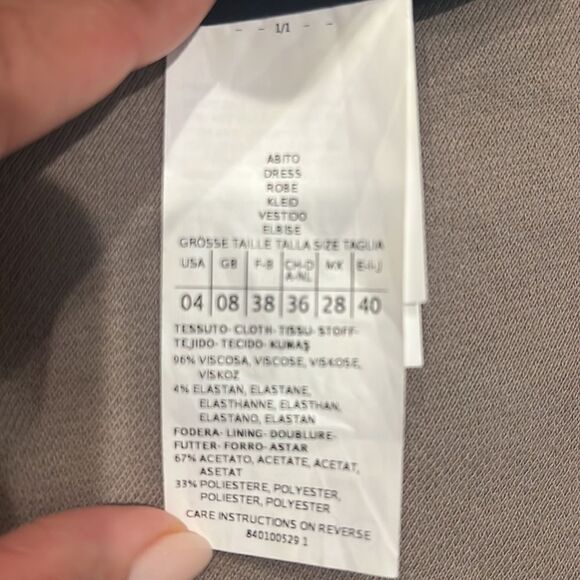 - - 1/1 - -
ABITO
DRESS
ROBE
KLEID
VESTIDO
ELBISE
GRÖSSE TAILLE TALLA SIZE TAGLIA
USA GB F-B CH-D MX E-II-J
A-NL
04 08 38 36 28 40
TESSUTO-CLOTH-TISSU-STOFF-
TEJIDO-TECIDO-KUMAŞ
96% VISCOSA, VISCOSE, VISKOSE,
VISKOZ
4% ELASTAN, ELASTANE,
ELASTHANNE, ELASTHAN,
ELASTANO, ELASTAN
FODERA-LINING-DOUBLURE-
FUTTER-FORRO-ASTAR
67% ACETATO, ACETATE, ACETAT,
ASETAT
33% POLIESTERE, POLYESTER,
POLIESTER, POLYESTER
CARE INSTRUCTIONS ON REVERSE
840100529 1